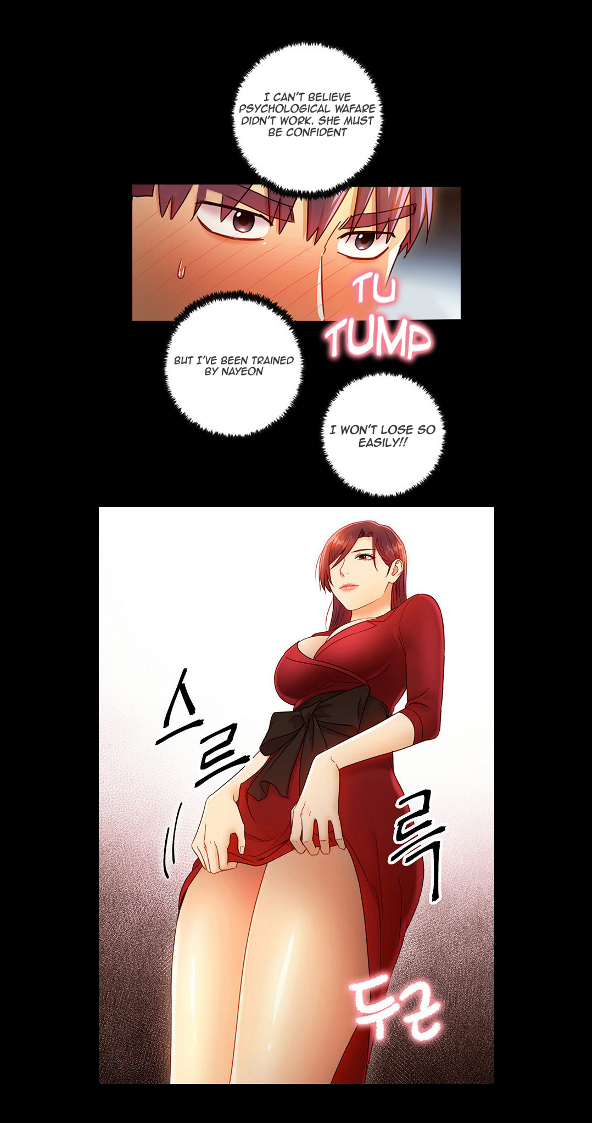 I CAN'T BELIEVE
PSYCHOLOGICAL WAFARE
DIDN'T WORK. SHE MUST
BE CONFIDENT
TU
TUMP
BUT I'VE BEEN TRAINED
BY NAYEON
I WON'T LOSE SO
EASILY!!
스
르
륵
두근